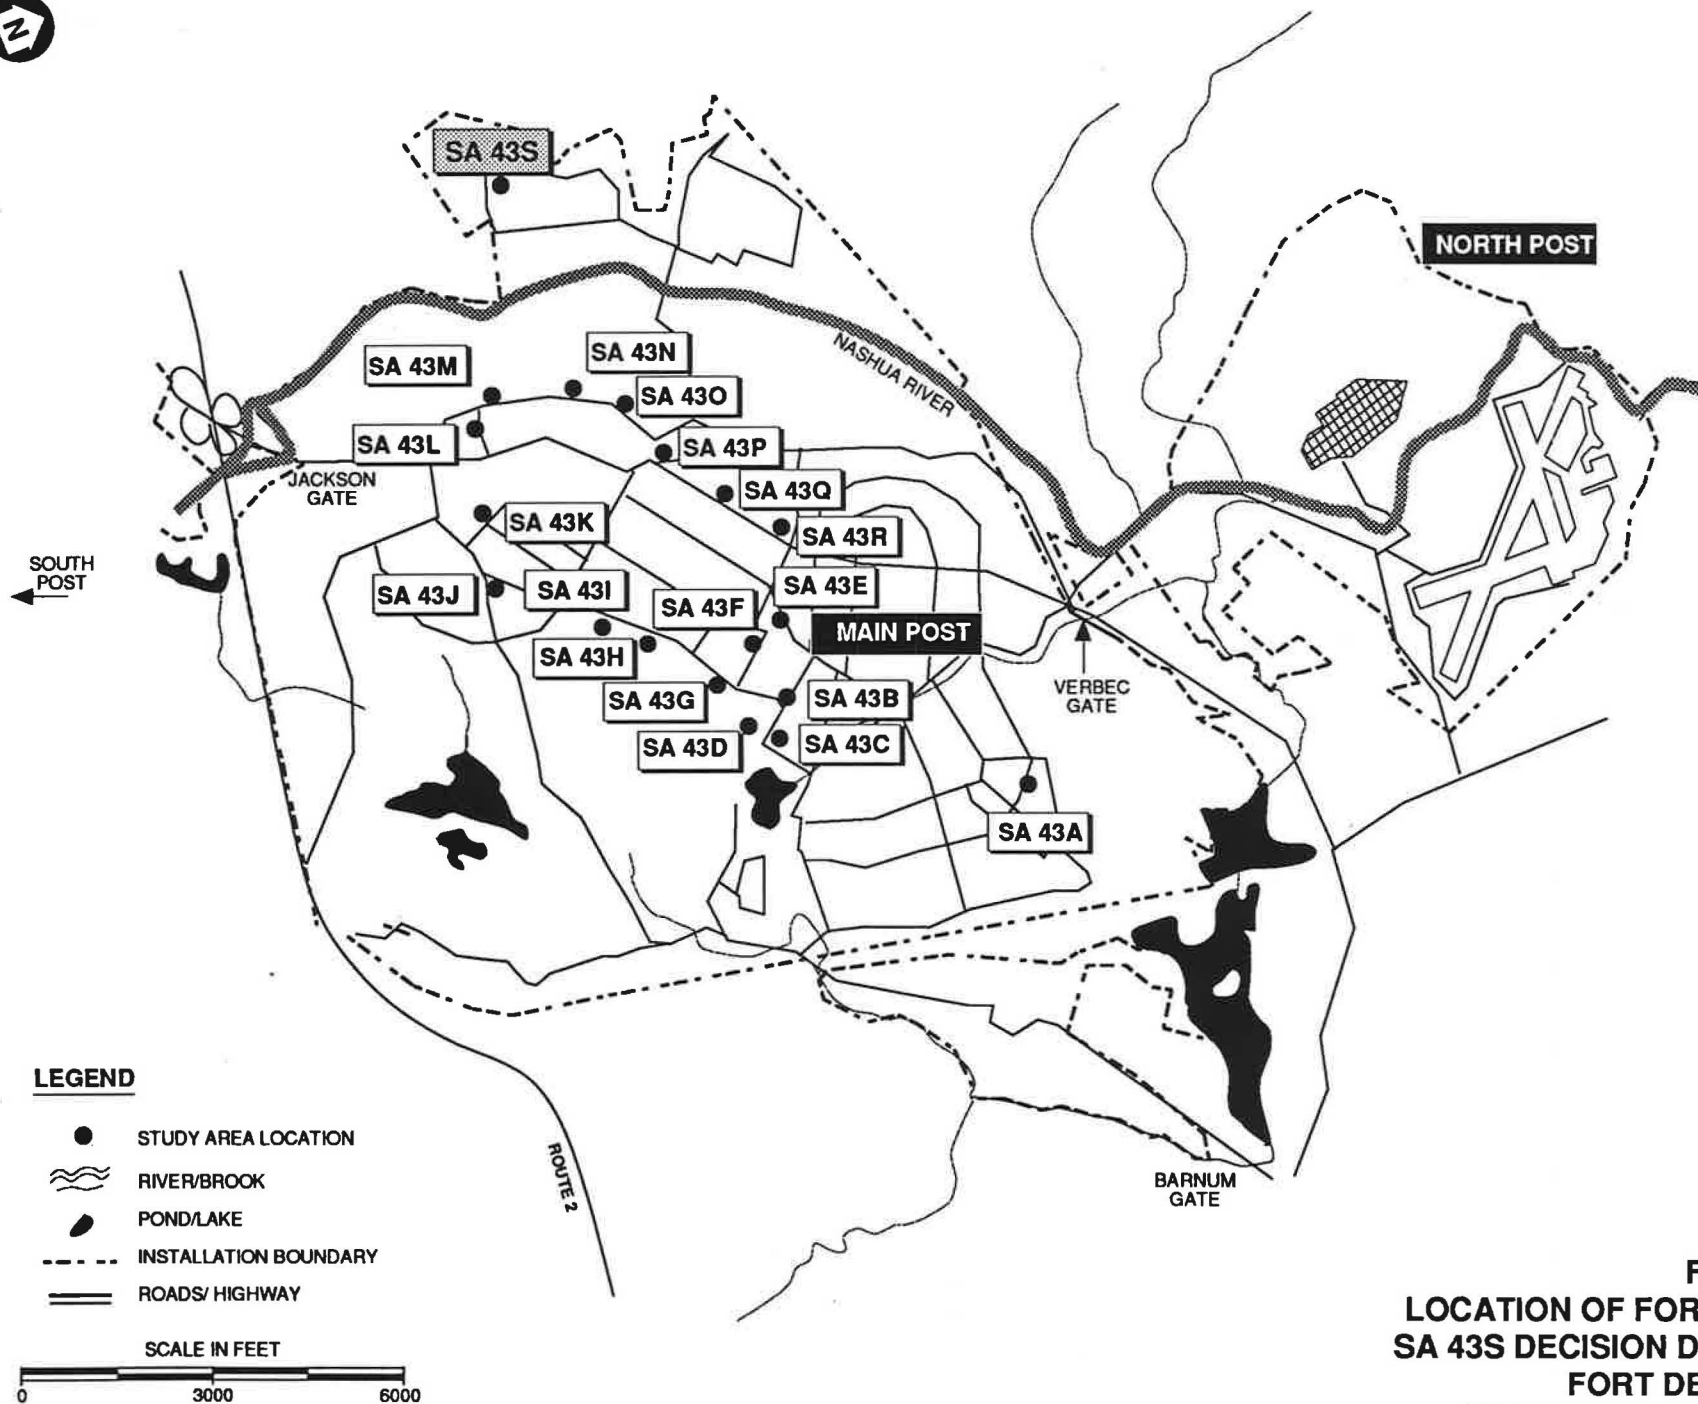 N
SA 43S
NORTH POST
NASHUA RIVER
SA 43N
SA 43M
SA 43O
SA 43L
SA 43P
JACKSON
GATE
SA 43Q
SA 43K
SA 43R
SOUTH
POST
SA 43J
SA 43I
SA 43F
SA 43E
MAIN POST
SA 43H
SA 43G
SA 43B
VERBEC
GATE
SA 43D
SA 43C
SA 43A
LEGEND
STUDY AREA LOCATION
RIVER/BROOK
POND/LAKE
INSTALLATION BOUNDARY
ROADS/ HIGHWAY
SCALE IN FEET
0 3000 6000
ROUTE 2
BARNUM
GATE
LOCATION OF FOR
SA 43S DECISION D
FORT DE